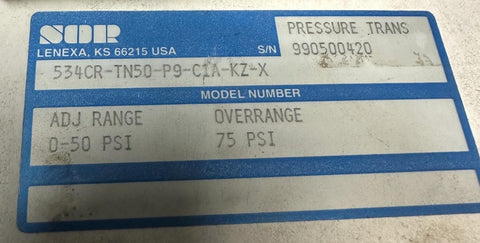 SOR
LENEXA, KS 66215 USA
S/N
PRESSURE TRANS
990500420
534CR-TN50-P9-C1A-KZ-X
MODEL NUMBER
ADJ RANGE
0-50 PSI
OVERRANGE
75 PSI